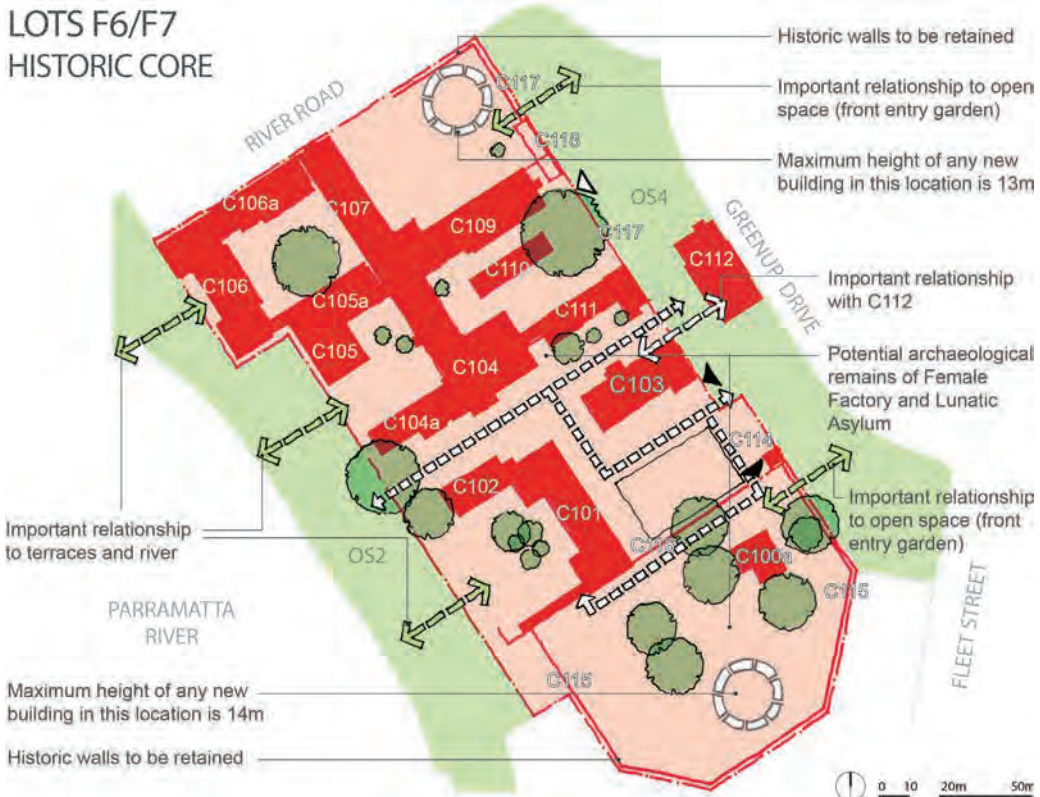 LOTS F6/F7
HISTORIC CORE
RIVER ROAD
C117
C118
Historic walls to be retained
Important relationship to open
space (front entry garden)
Maximum height of any new
building in this location is 13m
C106a
C107
C109
OS4
GREENUP DRIVE
C117
C110
C112
C106
C105a
C111
Important relationship
with C112
C105
C104
C103
Potential archaeological
remains of Female
Factory and Lunatic
Asylum
C104a
C114
C102
C101
Important relationship
to open space (front
entry garden)
Important relationship
to terraces and river
OS2
C116
C100a
C115
PARRAMATTA
RIVER
FLEET STREET
C115
Maximum height of any new
building in this location is 14m
Historic walls to be retained
0 10 20m 50m